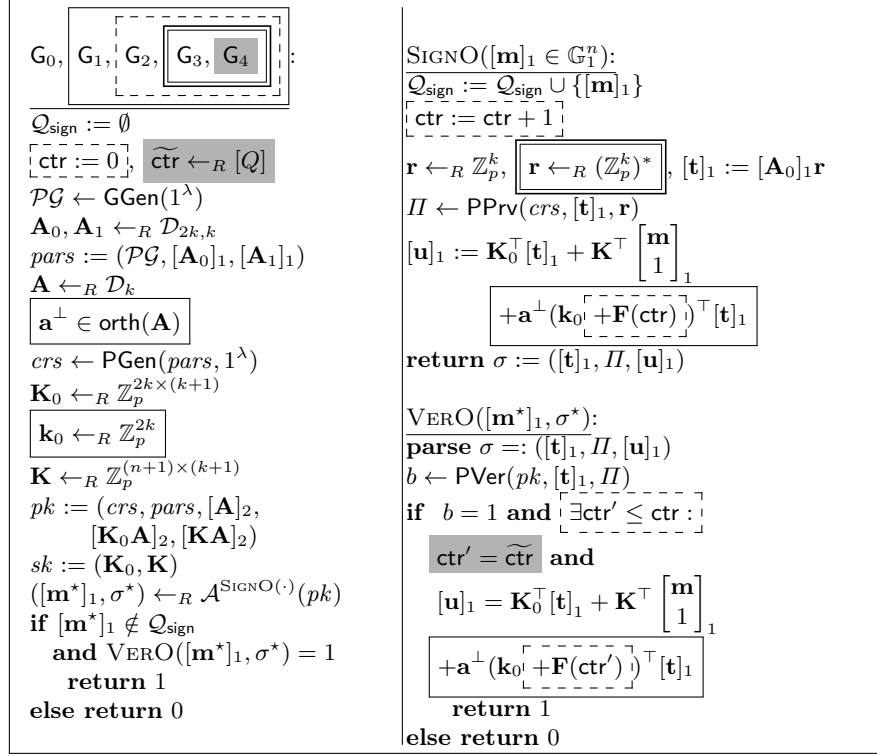 G₀, G₁, G₂, G₃, G₄ :
𝒬_sign := ∅
ctr := 0, c͠tr ←_R [Q]
𝒫𝒢 ← GGen(1^λ)
𝐀₀, 𝐀₁ ←_R 𝒟_{2k,k}
pars := (𝒫𝒢, [𝐀₀]₁, [𝐀₁]₁)
𝐀 ←_R 𝒟_k
𝐚^⊥ ∈ orth(𝐀)
crs ← PGen(pars, 1^λ)
𝐊₀ ←_R ℤ_p^{2k×(k+1)}
𝐤₀ ←_R ℤ_p^{2k}
𝐊 ←_R ℤ_p^{(n+1)×(k+1)}
pk := (crs, pars, [𝐀]₂,
[𝐊₀𝐀]₂, [𝐊𝐀]₂)
sk := (𝐊₀, 𝐊)
([𝐦^⋆]₁, σ^⋆) ←_R 𝒜^{SignO(·)}(pk)
if [𝐦^⋆]₁ ∉ 𝒬_sign
and VerO([𝐦^⋆]₁, σ^⋆) = 1
return 1
else return 0
SignO([𝐦]₁ ∈ 𝔾₁^n):
𝒬_sign := 𝒬_sign ∪ {[𝐦]₁}
ctr := ctr + 1
𝐫 ←_R ℤ_p^k, 𝐫 ←_R (ℤ_p^k)^*, [𝐭]₁ := [𝐀₀]₁𝐫
Π ← PPrv(crs, [𝐭]₁, 𝐫)
[𝐮]₁ := 𝐊₀^⊤[𝐭]₁ + 𝐊^⊤ [𝐦 1]₁
+𝐚^⊥(𝐤₀ +𝐅(ctr))^⊤[𝐭]₁
return σ := ([𝐭]₁, Π, [𝐮]₁)
VerO([𝐦^⋆]₁, σ^⋆):
parse σ =: ([𝐭]₁, Π, [𝐮]₁)
b ← PVer(pk, [𝐭]₁, Π)
if b = 1 and ∃ctr′ ≤ ctr :
ctr′ = c͠tr and
[𝐮]₁ = 𝐊₀^⊤[𝐭]₁ + 𝐊^⊤ [𝐦 1]₁
+𝐚^⊥(𝐤₀ +𝐅(ctr′))^⊤[𝐭]₁
return 1
else return 0